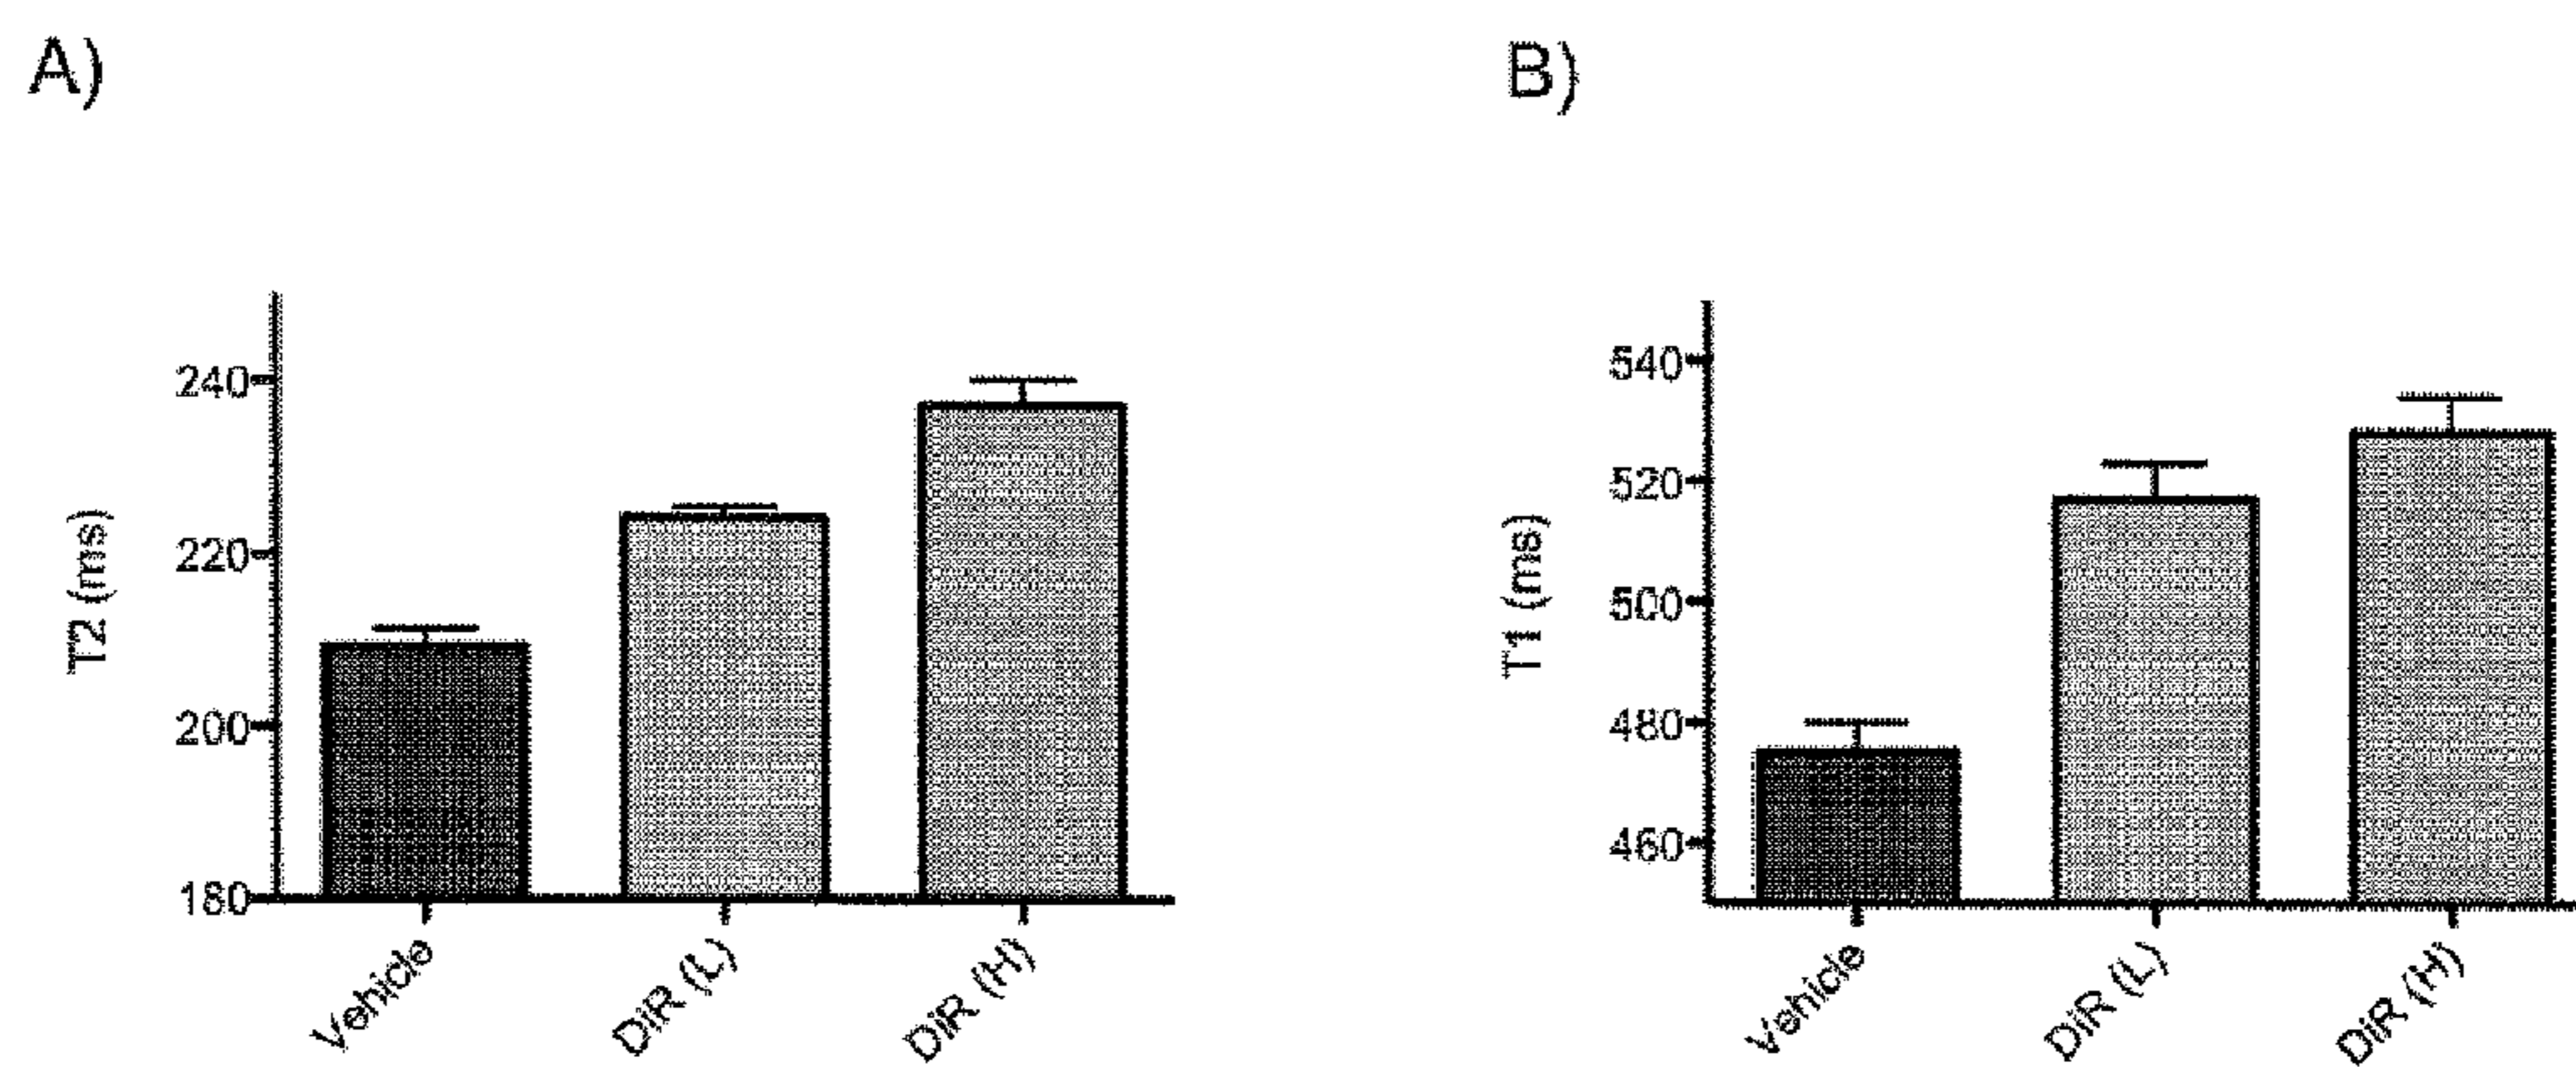 A)
T2 (ms)
240
220
200
180
Vehicle
DiR (L)
DiR (H)
B)
T1 (ms)
540
520
500
480
460
Vehicle
DiR (L)
DiR (H)